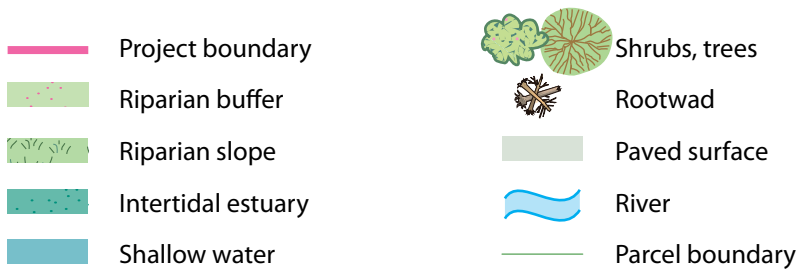 Project boundary
Riparian buffer
Riparian slope
Intertidal estuary
Shallow water
Shrubs, trees
Rootwad
Paved surface
River
Parcel boundary